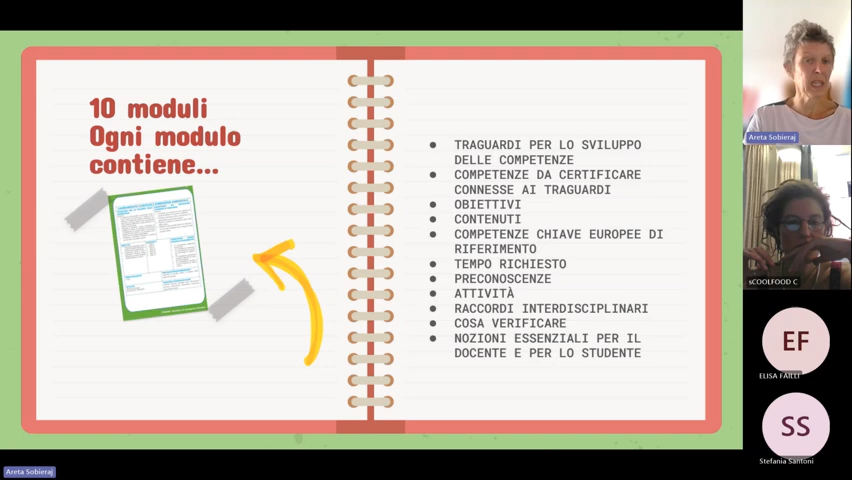 10 moduli
Ogni modulo
contiene...
TRAGUARDI PER LO SVILUPPO
DELLE COMPETENZE
COMPETENZE DA CERTIFICARE
CONNESSE AI TRAGUARDI
OBIETTIVI
CONTENUTI
COMPETENZE CHIAVE EUROPEE DI
RIFERIMENTO
TEMPO RICHIESTO
PRECONOSCENZE
ATTIVITÀ
RACCORDI INTERDISCIPLINARI
COSA VERIFICARE
NOZIONI ESSENZIALI PER IL
DOCENTE E PER LO STUDENTE
Areta Sobieraj
sCOOLFOOD C
EF
ELISA FAILLI
SS
Stefania Santoni
Areta Sobieraj